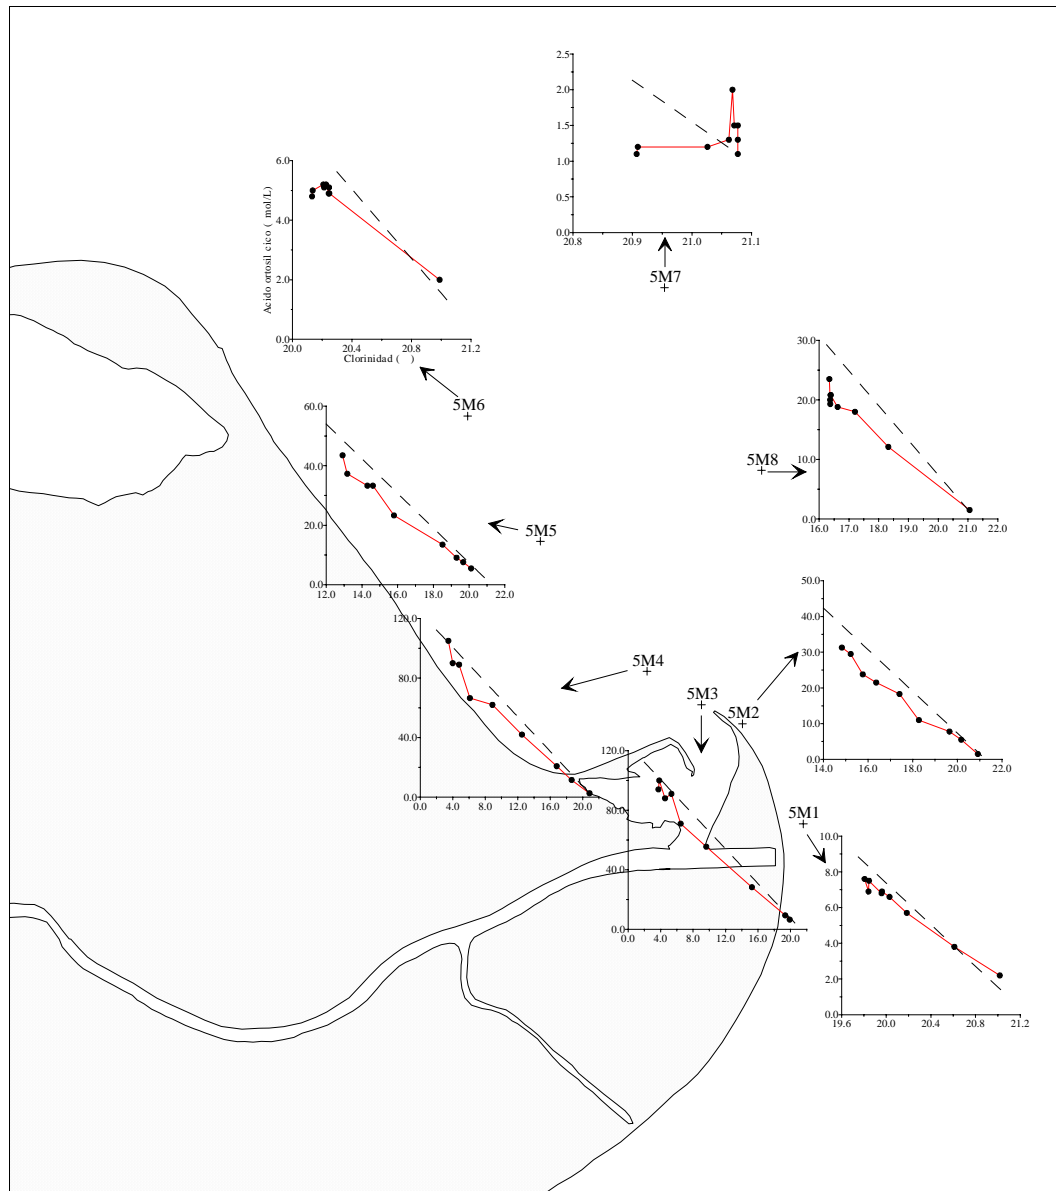 2.5
2.0
1.5
1.0
0.5
0.0
20.8 20.9 21.0 21.1
5M7
6.0
4.0
2.0
0.0
Acido ortosil cico ( mol/L)
20.0 20.4 20.8 21.2
Clorinidad ( )
5M6
30.0
20.0
10.0
0.0
16.0 17.0 18.0 19.0 20.0 21.0 22.0
5M8
60.0
40.0
20.0
0.0
12.0 14.0 16.0 18.0 20.0 22.0
5M5
50.0
40.0
30.0
20.0
10.0
0.0
14.0 16.0 18.0 20.0 22.0
5M2
120.0
80.0
40.0
0.0
0.0 4.0 8.0 12.0 16.0 20.0
5M4
5M3
120.0
80.0
40.0
0.0
0.0 4.0 8.0 12.0 16.0 20.0
5M1
10.0
8.0
6.0
4.0
2.0
0.0
19.6 20.0 20.4 20.8 21.2